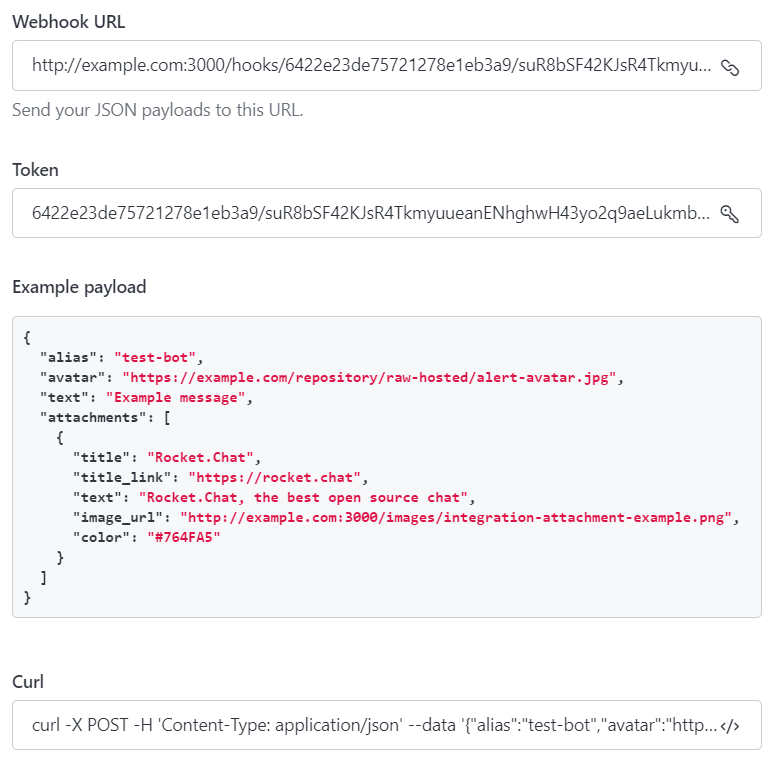 Webhook URL
http://example.com:3000/hooks/6422e23de75721278e1eb3a9/suR8bSF42KJsR4Tkmyu...
Send your JSON payloads to this URL.
Token
6422e23de75721278e1eb3a9/suR8bSF42KJsR4TkmyuueanENhghwH43yo2q9aeLukmb...
Example payload
{
  "alias": "test-bot",
  "avatar": "https://example.com/repository/raw-hosted/alert-avatar.jpg",
  "text": "Example message",
  "attachments": [
    {
      "title": "Rocket.Chat",
      "title_link": "https://rocket.chat",
      "text": "Rocket.Chat, the best open source chat",
      "image_url": "http://example.com:3000/images/integration-attachment-example.png",
      "color": "#764FA5"
    }
  ]
}
Curl
curl -X POST -H 'Content-Type: application/json' --data '{"alias":"test-bot","avatar":"http...